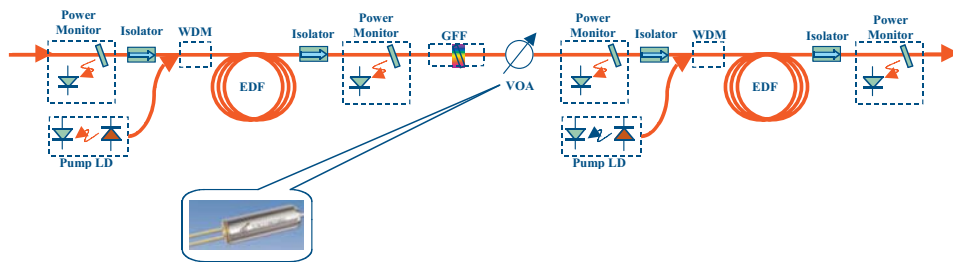 Power
Monitor
Isolator
WDM
EDF
Isolator
Power
Monitor
GFF
VOA
Power
Monitor
Isolator
WDM
EDF
Isolator
Power
Monitor
Pump LD
Pump LD